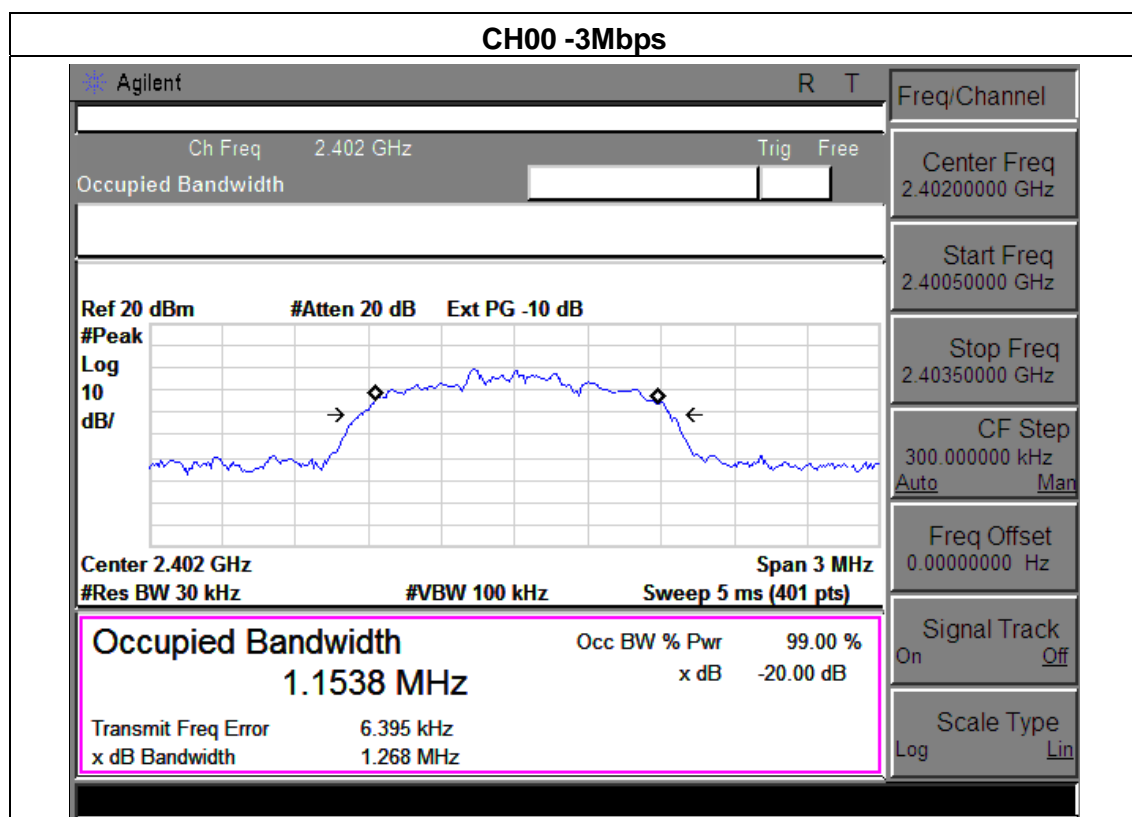 CH00 -3Mbps
Agilent R T
Ch Freq 2.402 GHz Trig Free
Occupied Bandwidth
Ref 20 dBm #Atten 20 dB Ext PG -10 dB
#Peak
Log
10
dB/
Center 2.402 GHz Span 3 MHz
#Res BW 30 kHz #VBW 100 kHz Sweep 5 ms (401 pts)
Occupied Bandwidth Occ BW % Pwr 99.00 %
1.1538 MHz x dB -20.00 dB
Transmit Freq Error 6.395 kHz
x dB Bandwidth 1.268 MHz
Freq/Channel
Center Freq
2.40200000 GHz
Start Freq
2.40050000 GHz
Stop Freq
2.40350000 GHz
CF Step
300.000000 kHz
Auto Man
Freq Offset
0.00000000 Hz
Signal Track
On Off
Scale Type
Log Lin